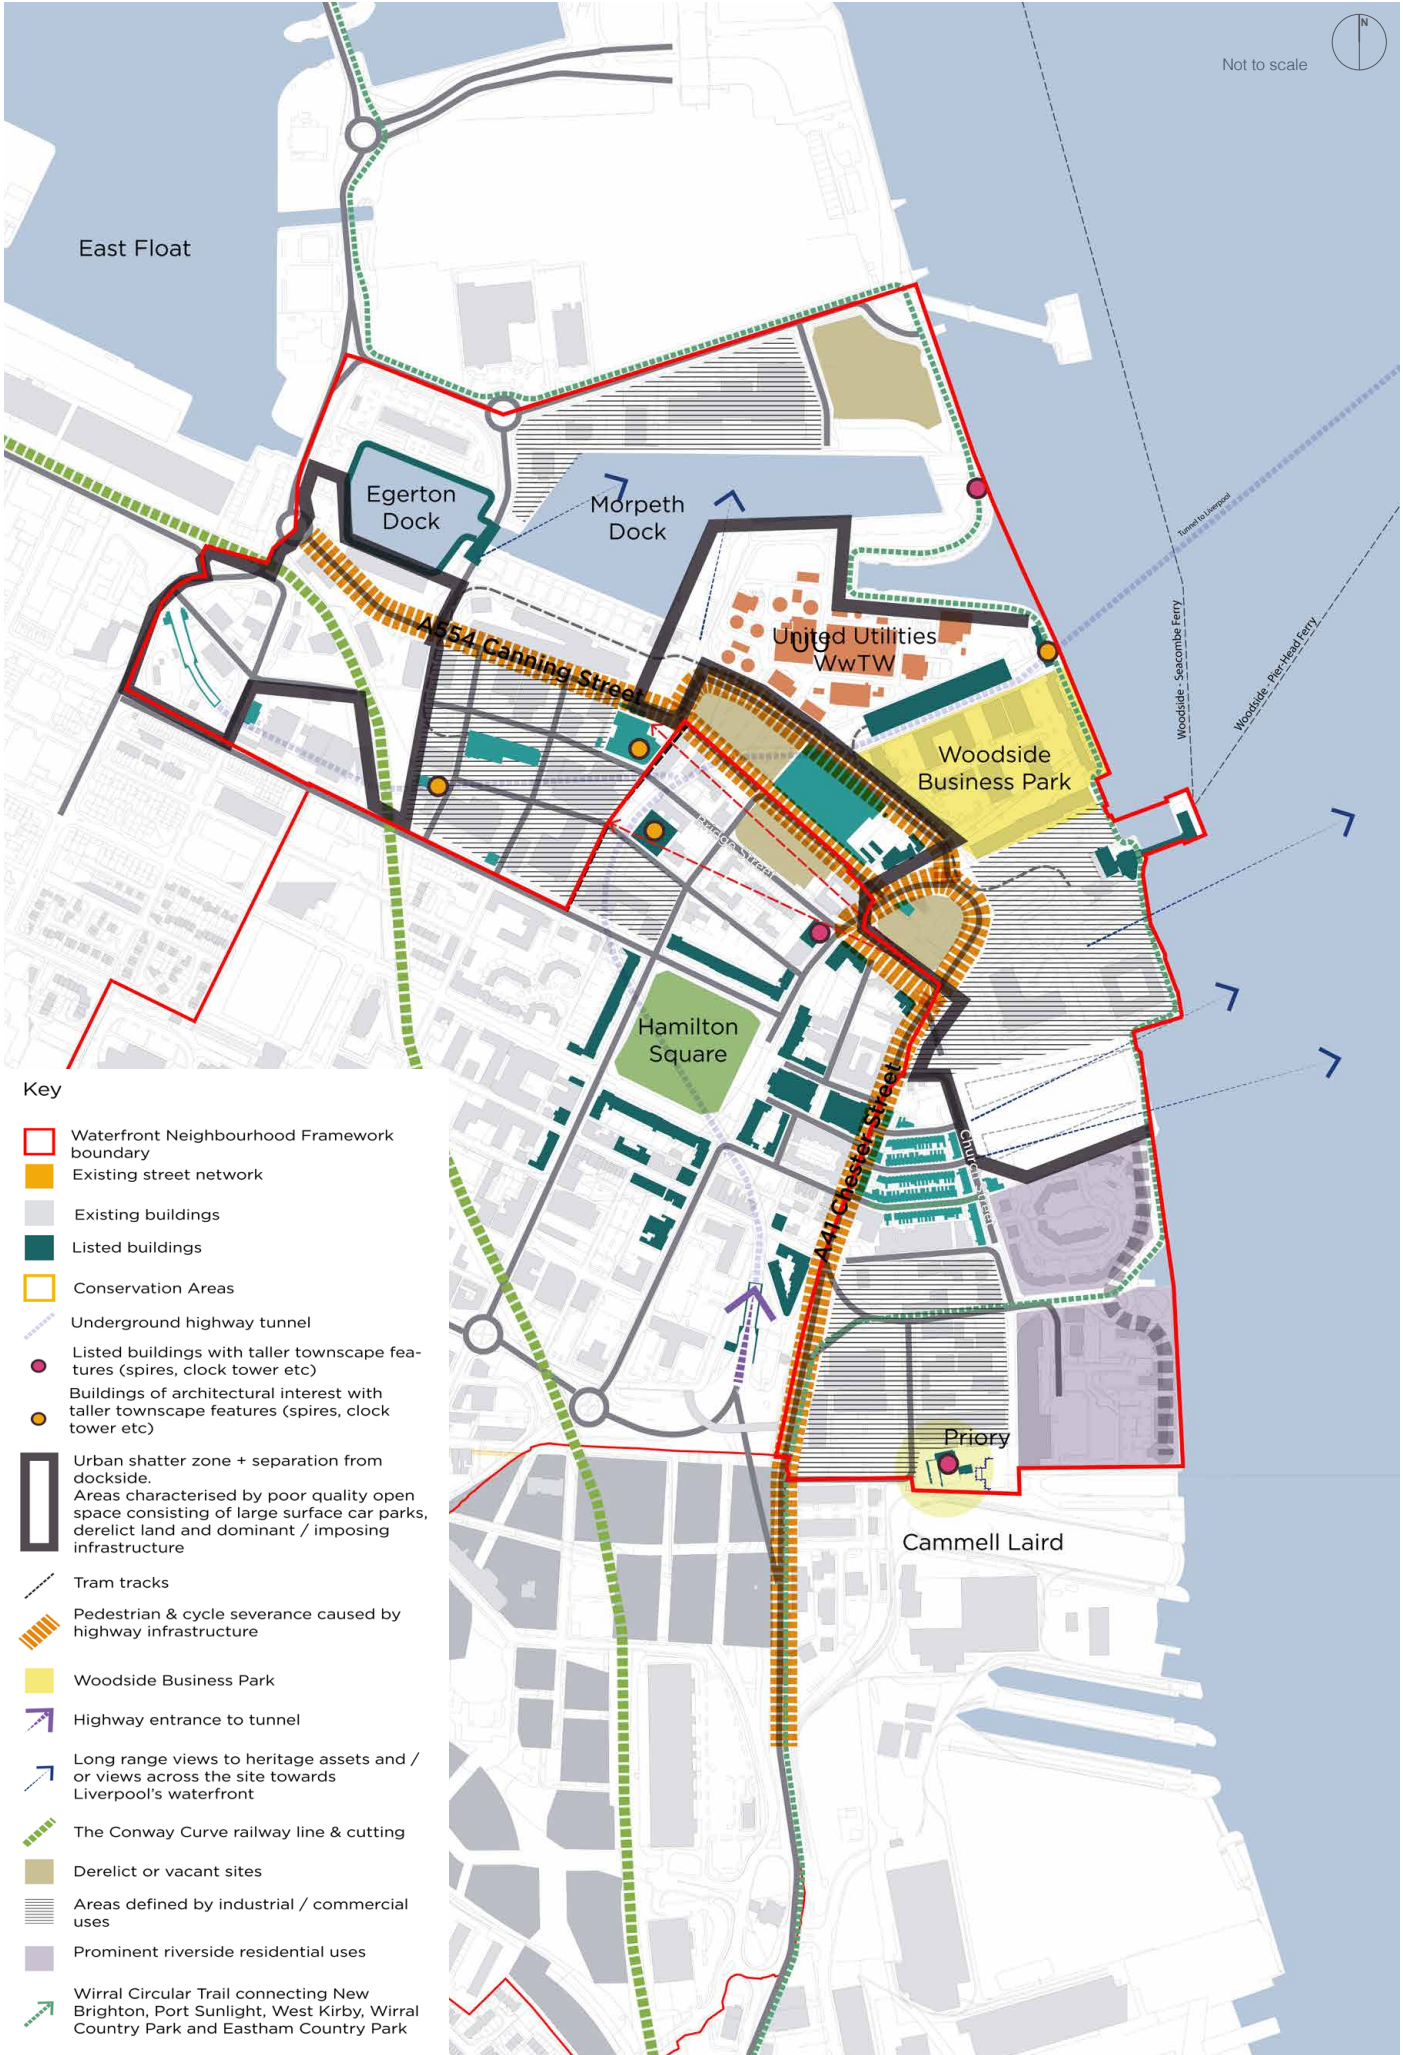 N
Not to scale
East Float
Egerton
Dock
Morpeth
Dock
Tunnel to Liverpool
A554 Canning Street
United Utilities
UU
WwTW
Woodside - Seacombe Ferry
Woodside - Pier-Head Ferry
Woodside
Business Park
Bridge Street
Hamilton
Square
A41 Chester Street
Church Street
Priory
Cammell Laird
Key
Waterfront Neighbourhood Framework
boundary
Existing street network
Existing buildings
Listed buildings
Conservation Areas
Underground highway tunnel
Listed buildings with taller townscape fea-
tures (spires, clock tower etc)
Buildings of architectural interest with
taller townscape features (spires, clock
tower etc)
Urban shatter zone + separation from
dockside.
Areas characterised by poor quality open
space consisting of large surface car parks,
derelict land and dominant / imposing
infrastructure
Tram tracks
Pedestrian & cycle severance caused by
highway infrastructure
Woodside Business Park
Highway entrance to tunnel
Long range views to heritage assets and /
or views across the site towards
Liverpool's waterfront
The Conway Curve railway line & cutting
Derelict or vacant sites
Areas defined by industrial / commercial
uses
Prominent riverside residential uses
Wirral Circular Trail connecting New
Brighton, Port Sunlight, West Kirby, Wirral
Country Park and Eastham Country Park